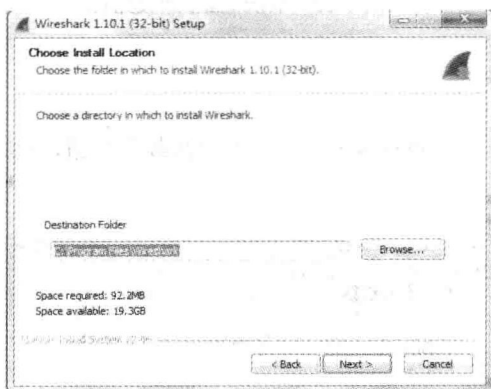 Wireshark 1.10.1 (32-bit) Setup
Choose Install Location
Choose the folder in which to install Wireshark 1.10.1 (32-bit).
Choose a directory in which to install Wireshark.
Destination Folder
C:\Program Files\Wireshark
Browse...
Space required: 92.2MB
Space available: 19.3GB
Install System
< Back
Next >
Cancel